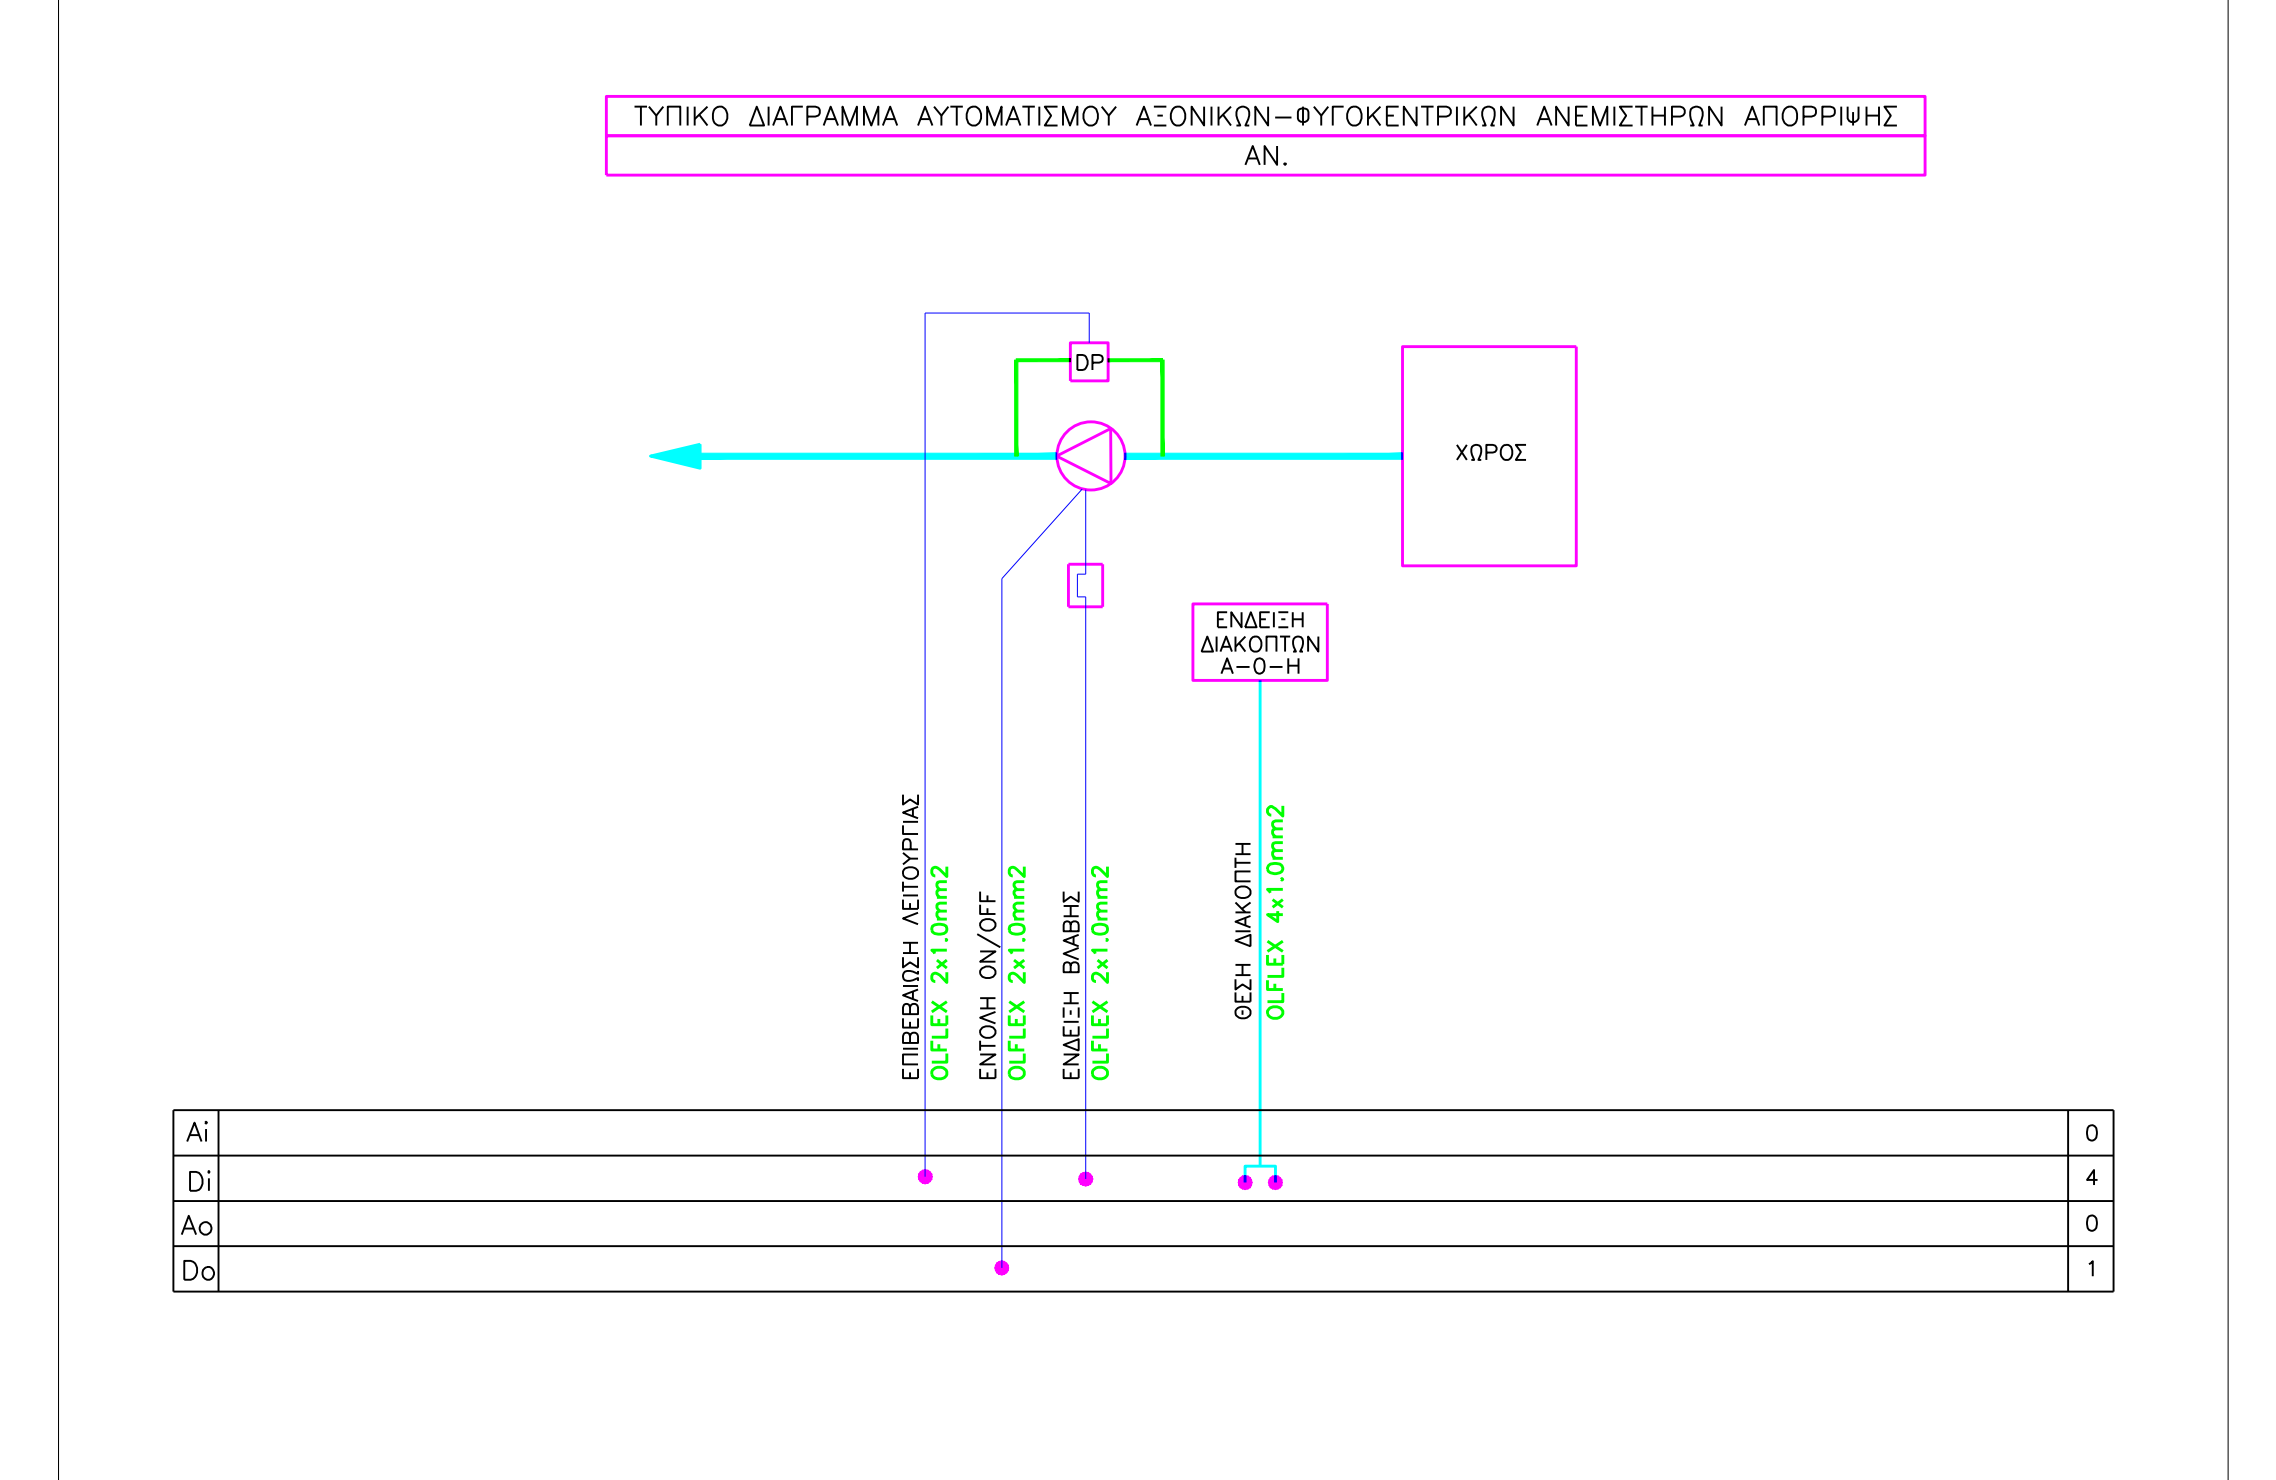 ΤΥΠΙΚΟ ΔΙΑΓΡΑΜΜΑ ΑΥΤΟΜΑΤΙΣΜΟΥ ΑΞΟΝΙΚΩΝ-ΦΥΓΟΚΕΝΤΡΙΚΩΝ ΑΝΕΜΙΣΤΗΡΩΝ ΑΠΟΡΡΙΨΗΣ
ΑΝ.
DP
ΧΩΡΟΣ
ΕΝΔΕΙΞΗ
ΔΙΑΚΟΠΤΩΝ
Α-0-Η
ΕΠΙΒΕΒΑΙΩΣΗ ΛΕΙΤΟΥΡΓΙΑΣ
OLFLEX 2x1.0mm2
ΕΝΤΟΛΗ ON/OFF
OLFLEX 2x1.0mm2
ΕΝΔΕΙΞΗ ΒΛΑΒΗΣ
OLFLEX 2x1.0mm2
ΘΕΣΗ ΔΙΑΚΟΠΤΗ
OLFLEX 4x1.0mm2
Ai 0
Di 4
Ao 0
Do 1